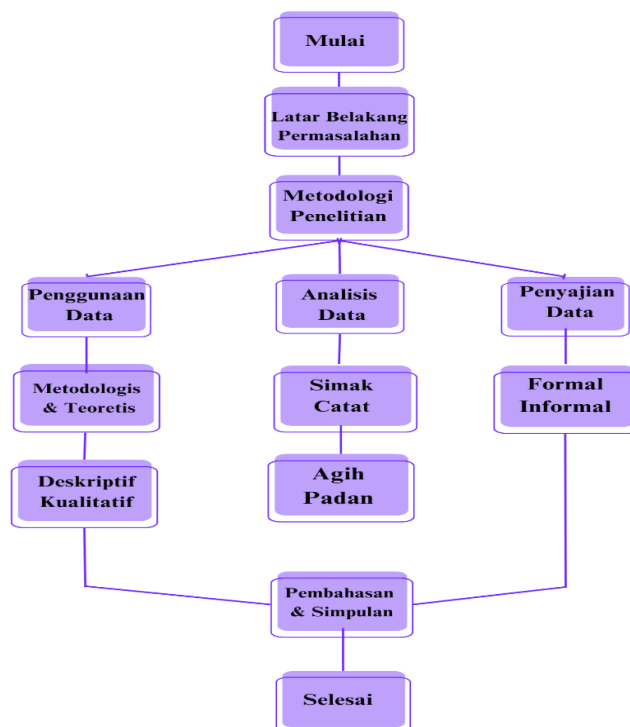 Mulai
Latar Belakang
Permasalahan
Metodologi
Penelitian
Penggunaan
Data
Analisis
Data
Penyajian
Data
Metodologis
& Teoretis
Simak
Catat
Formal
Informal
Deskriptif
Kualitatif
Agih
Padan
Pembahasan
& Simpulan
Selesai